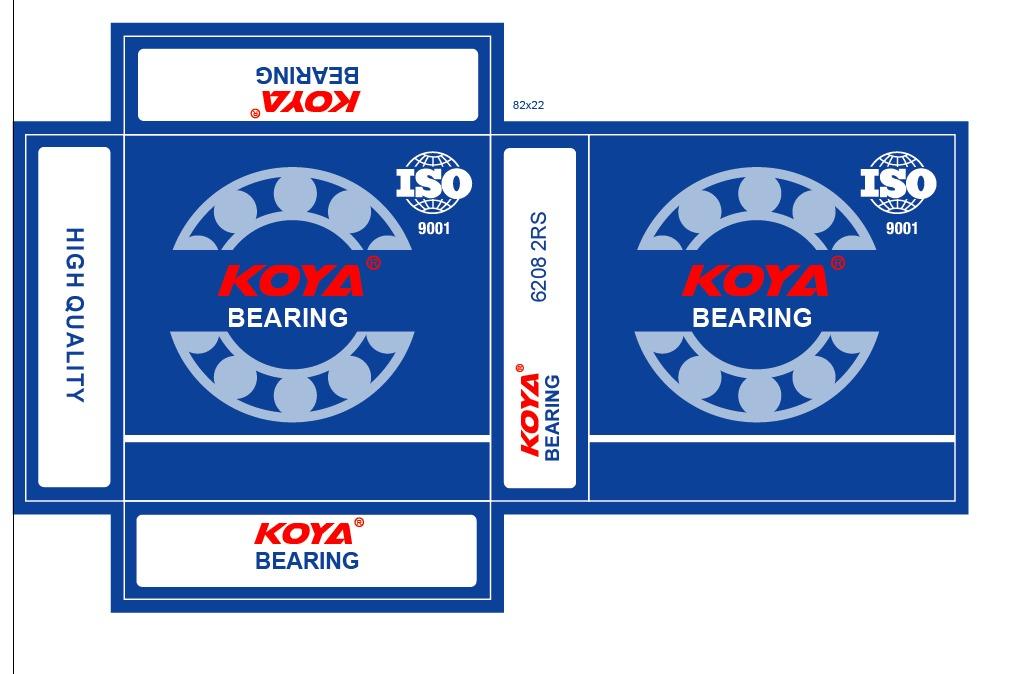 BEARING
KOYA®
82x22
HIGH QUALITY
ISO
9001
KOYA®
BEARING
6208 2RS
KOYA®
BEARING
ISO
9001
KOYA®
BEARING
KOYA®
BEARING